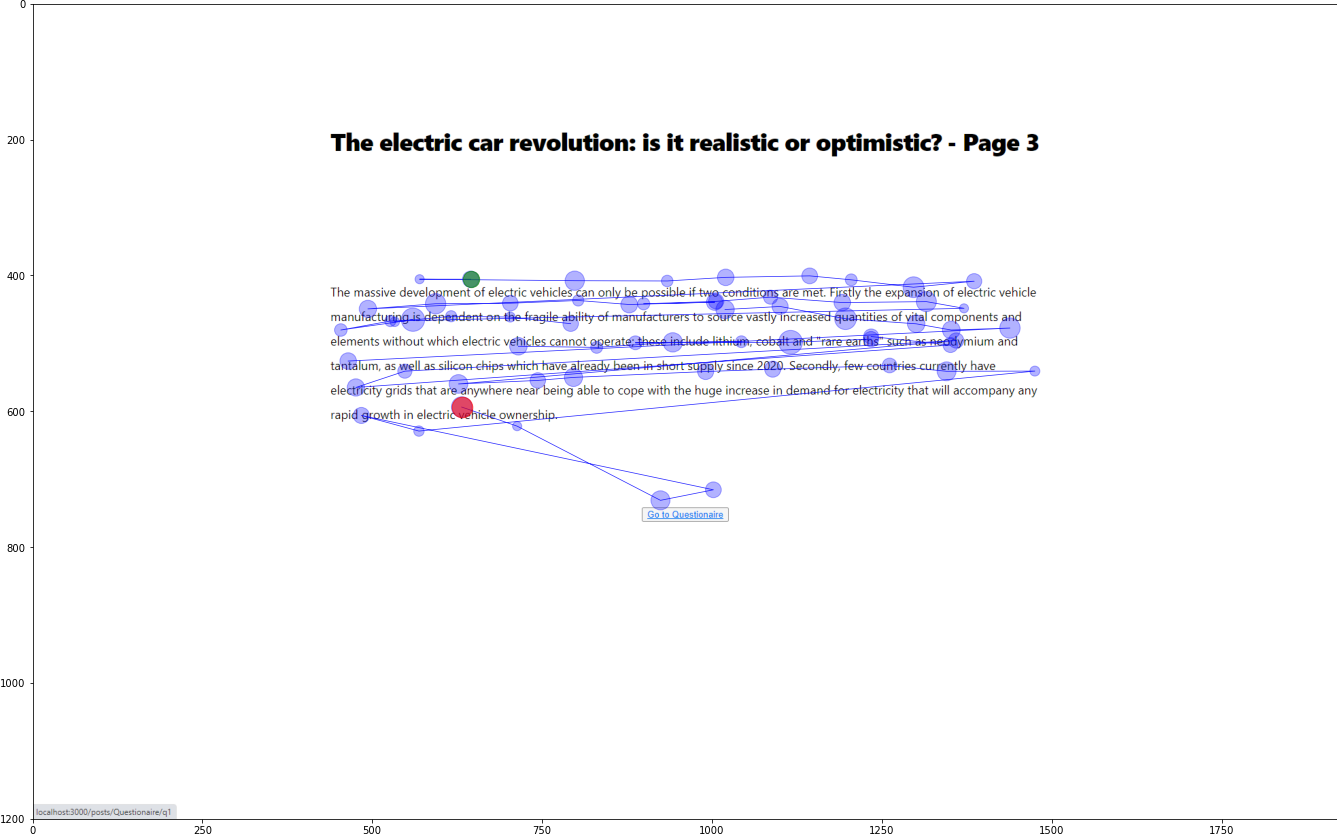 0
200
The electric car revolution: is it realistic or optimistic? - Page 3
400
The massive development of electric vehicles can only be possible if two conditions are met. Firstly the expansion of electric vehicle
manufacturing is dependent on the fragile ability of manufacturers to source vastly increased quantities of vital components and
elements without which electric vehicles cannot operate: these include lithium, cobalt and "rare earths" such as neodymium and
tantalum, as well as silicon chips which have already been in short supply since 2020. Secondly, few countries currently have
electricity grids that are anywhere near being able to cope with the huge increase in demand for electricity that will accompany any
600
rapid growth in electric vehicle ownership.
Go to Questionaire
800
1000
localhost:3000/posts/Questionaire/q1
1200
0 250 500 750 1000 1250 1500 1750